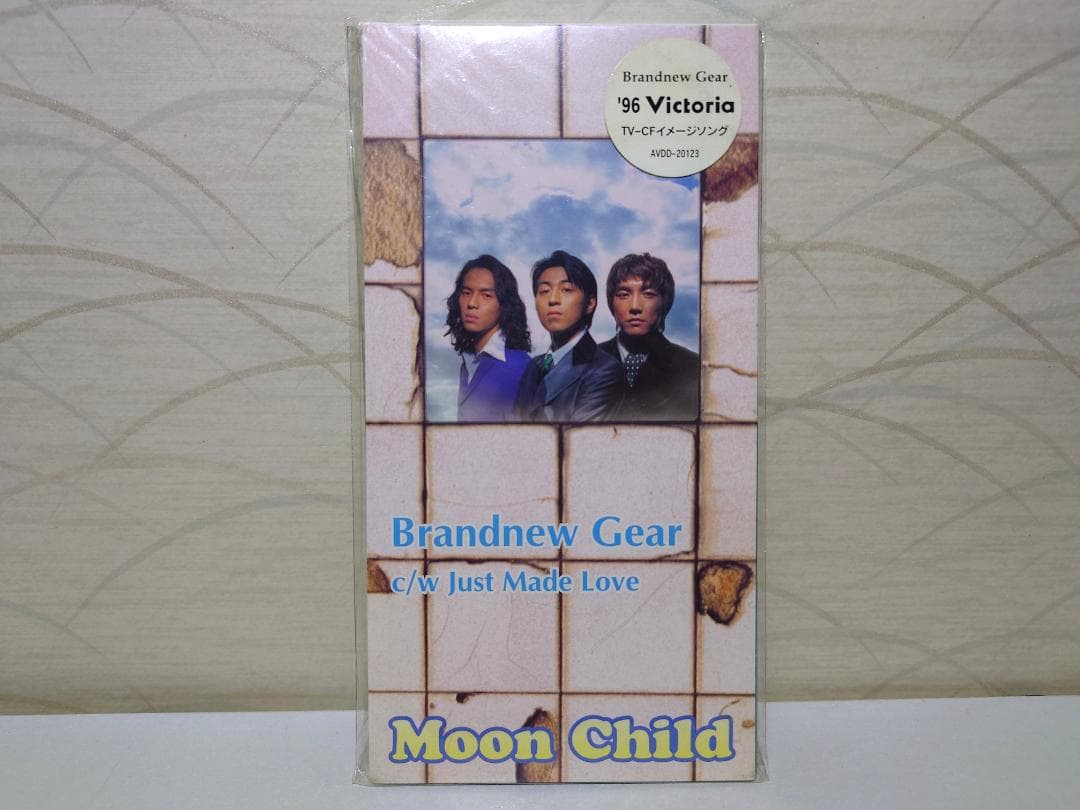 Brandnew Gear
'96 Victoria
TV-CFイメージソング
AVDD-20123
Brandnew Gear
c/w Just Made Love
Moon Child